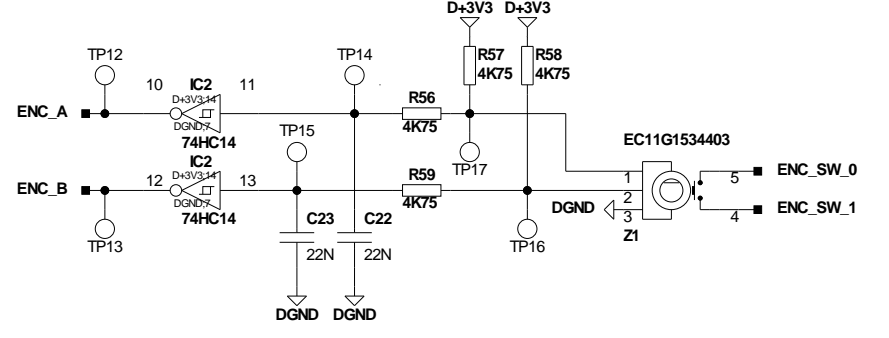 D+3V3 D+3V3
TP12
TP14
R57
4K75
R58
4K75
10
IC2
11
D+3V3;14
R56
ENC_A
DGND;7
4K75
74HC14
TP15
TP17
EC11G1534403
IC2
12
D+3V3;14
13
R59
1
5
ENC_SW_0
ENC_B
DGND;7
4K75
2
74HC14
DGND
3
4
ENC_SW_1
C23
C22
Z1
TP13
TP16
22N
22N
DGND DGND